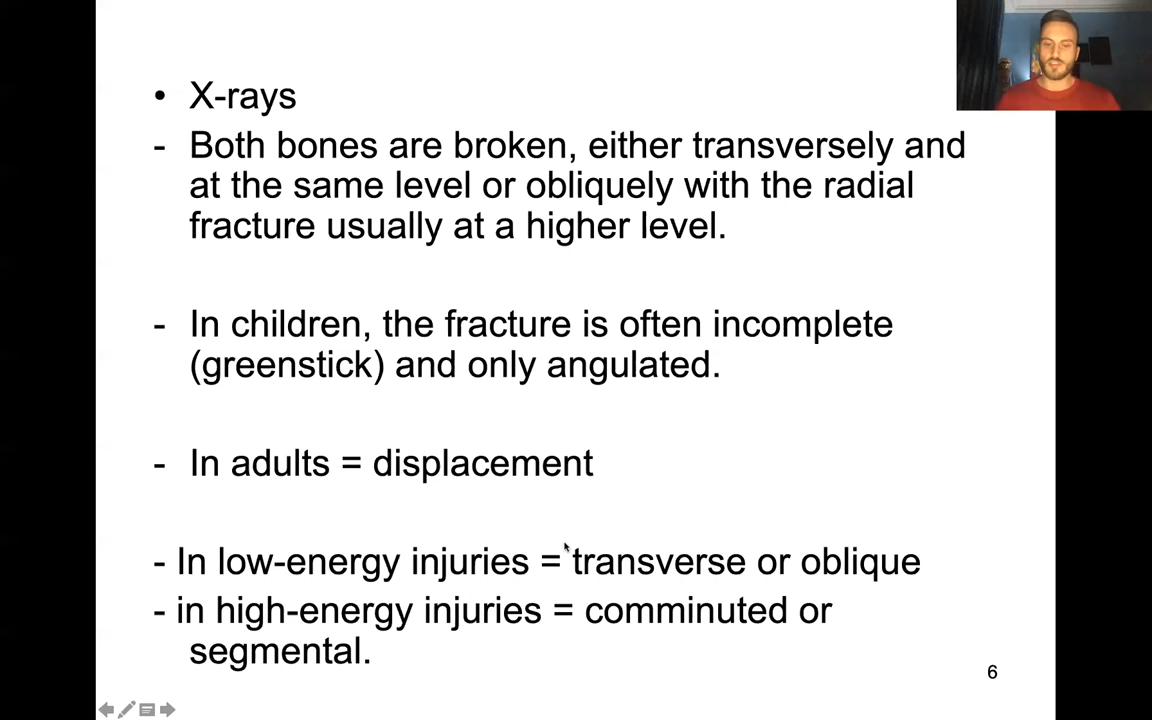 • X-rays
- Both bones are broken, either transversely and
at the same level or obliquely with the radial
fracture usually at a higher level.
- In children, the fracture is often incomplete
(greenstick) and only angulated.
- In adults = displacement
- In low-energy injuries = transverse or oblique
- in high-energy injuries = comminuted or
segmental.
6